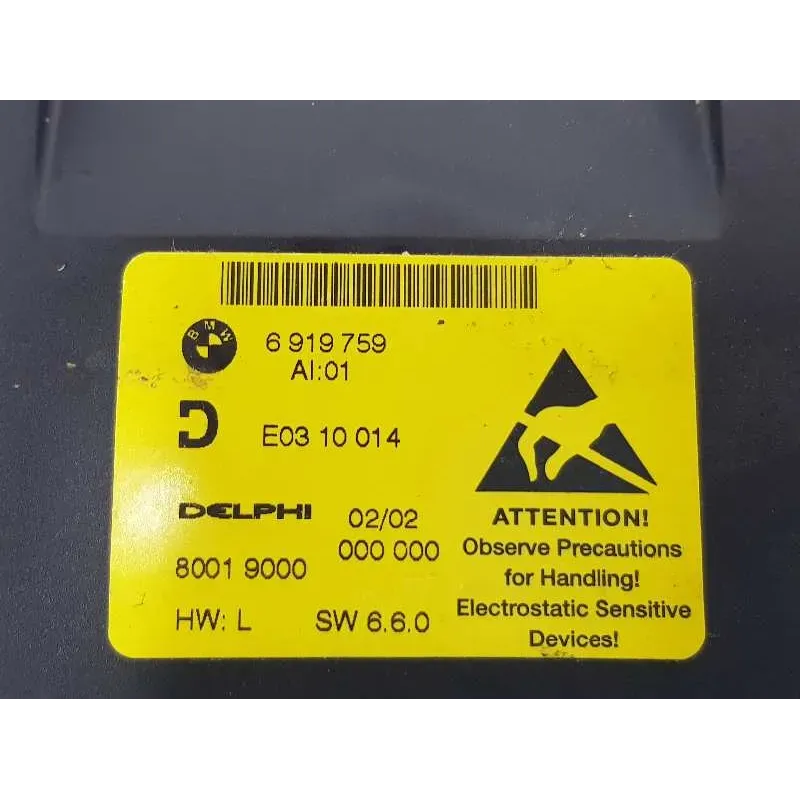 BMW
6 919 759
AI:01
D
E03 10 014
DELPHI
02/02
000 000
8001 9000
HW: L
SW 6.6.0
ATTENTION!
Observe Precautions
for Handling!
Electrostatic Sensitive
Devices!